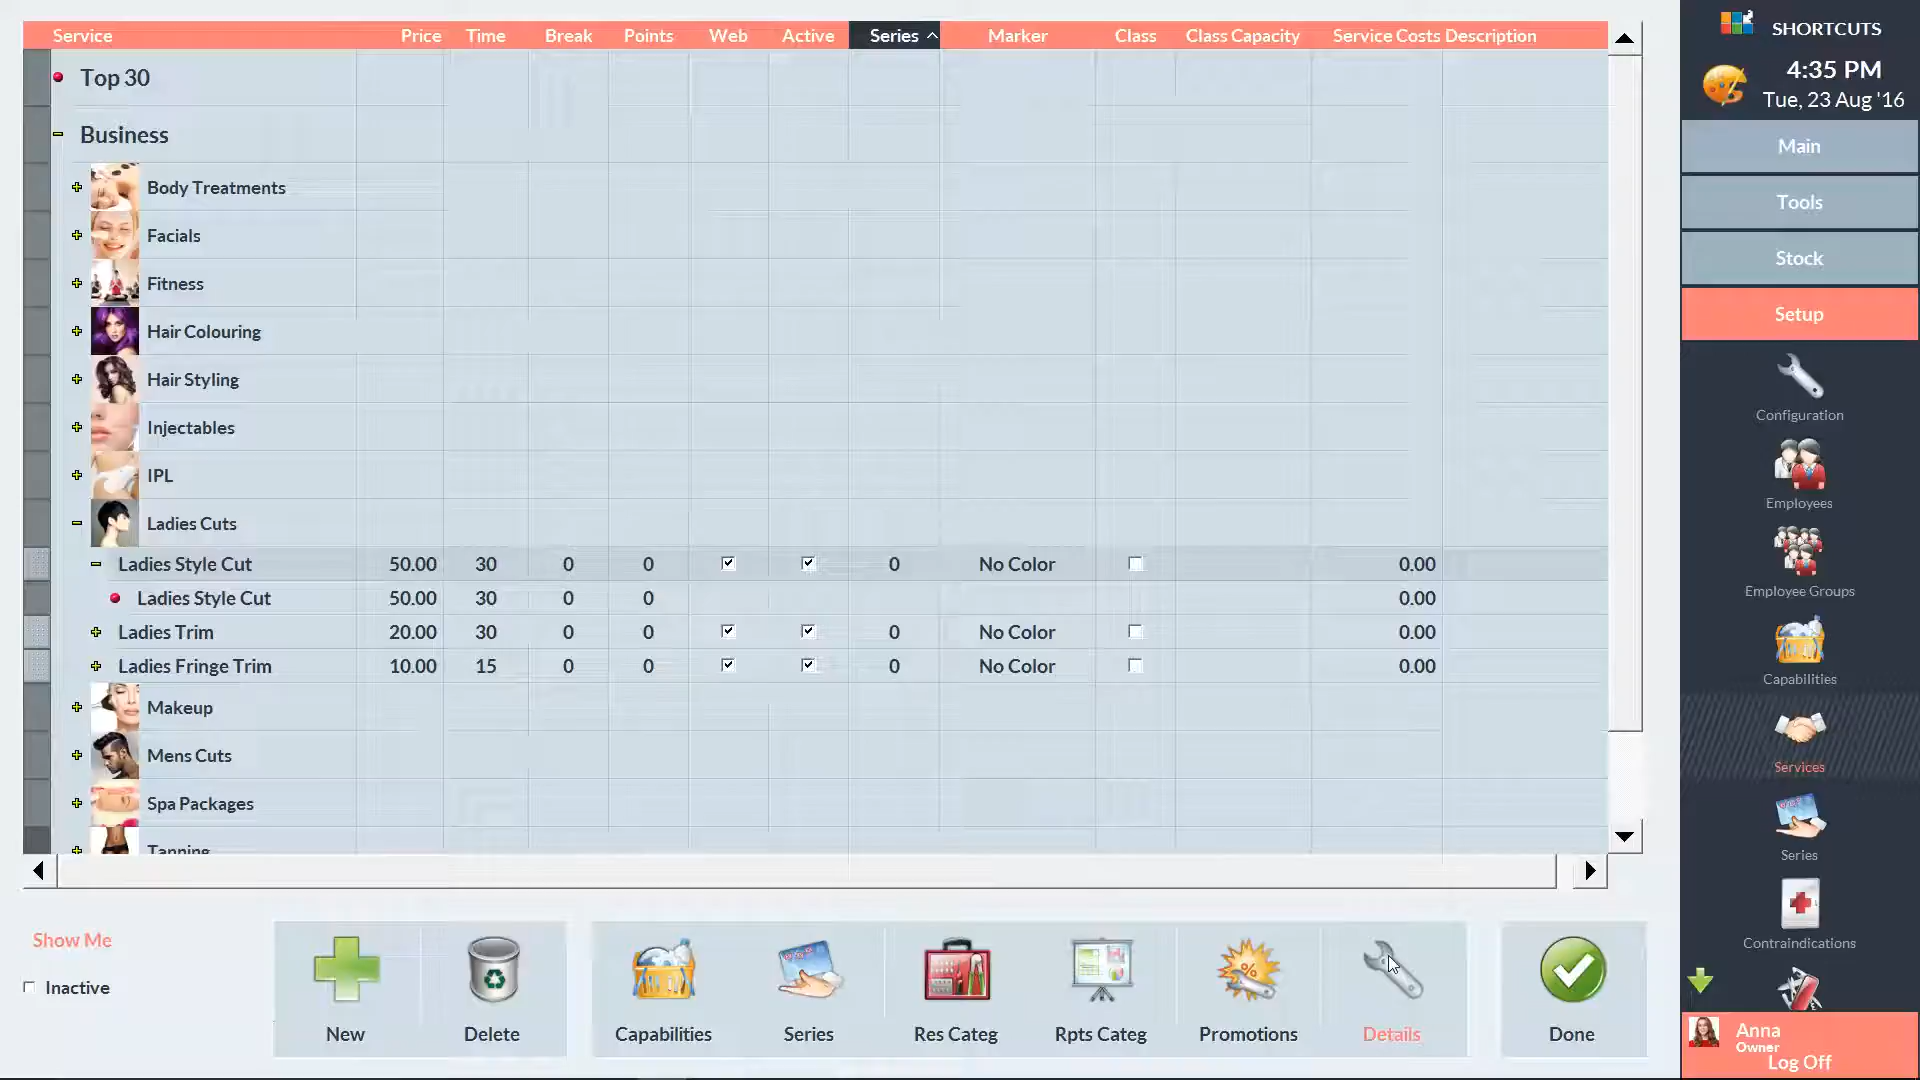 Service Price Time Break Points Web Active Series Marker Class Class Capacity Service Costs Description
Top 30
Business
Body Treatments
Facials
Fitness
Hair Colouring
Hair Styling
Injectables
IPL
Ladies Cuts
Ladies Style Cut 50.00 30 0 0 0 No Color 0.00
Ladies Style Cut 50.00 30 0 0 0.00
Ladies Trim 20.00 30 0 0 0 No Color 0.00
Ladies Fringe Trim 10.00 15 0 0 0 No Color 0.00
Makeup
Mens Cuts
Spa Packages
Tanning
Show Me
Inactive
New
Delete
Capabilities
Series
Res Categ
Rpts Categ
Promotions
Details
Done
SHORTCUTS
4:35 PM
Tue, 23 Aug '16
Main
Tools
Stock
Setup
Configuration
Employees
Employee Groups
Capabilities
Services
Series
Contraindications
Anna
Owner
Log Off